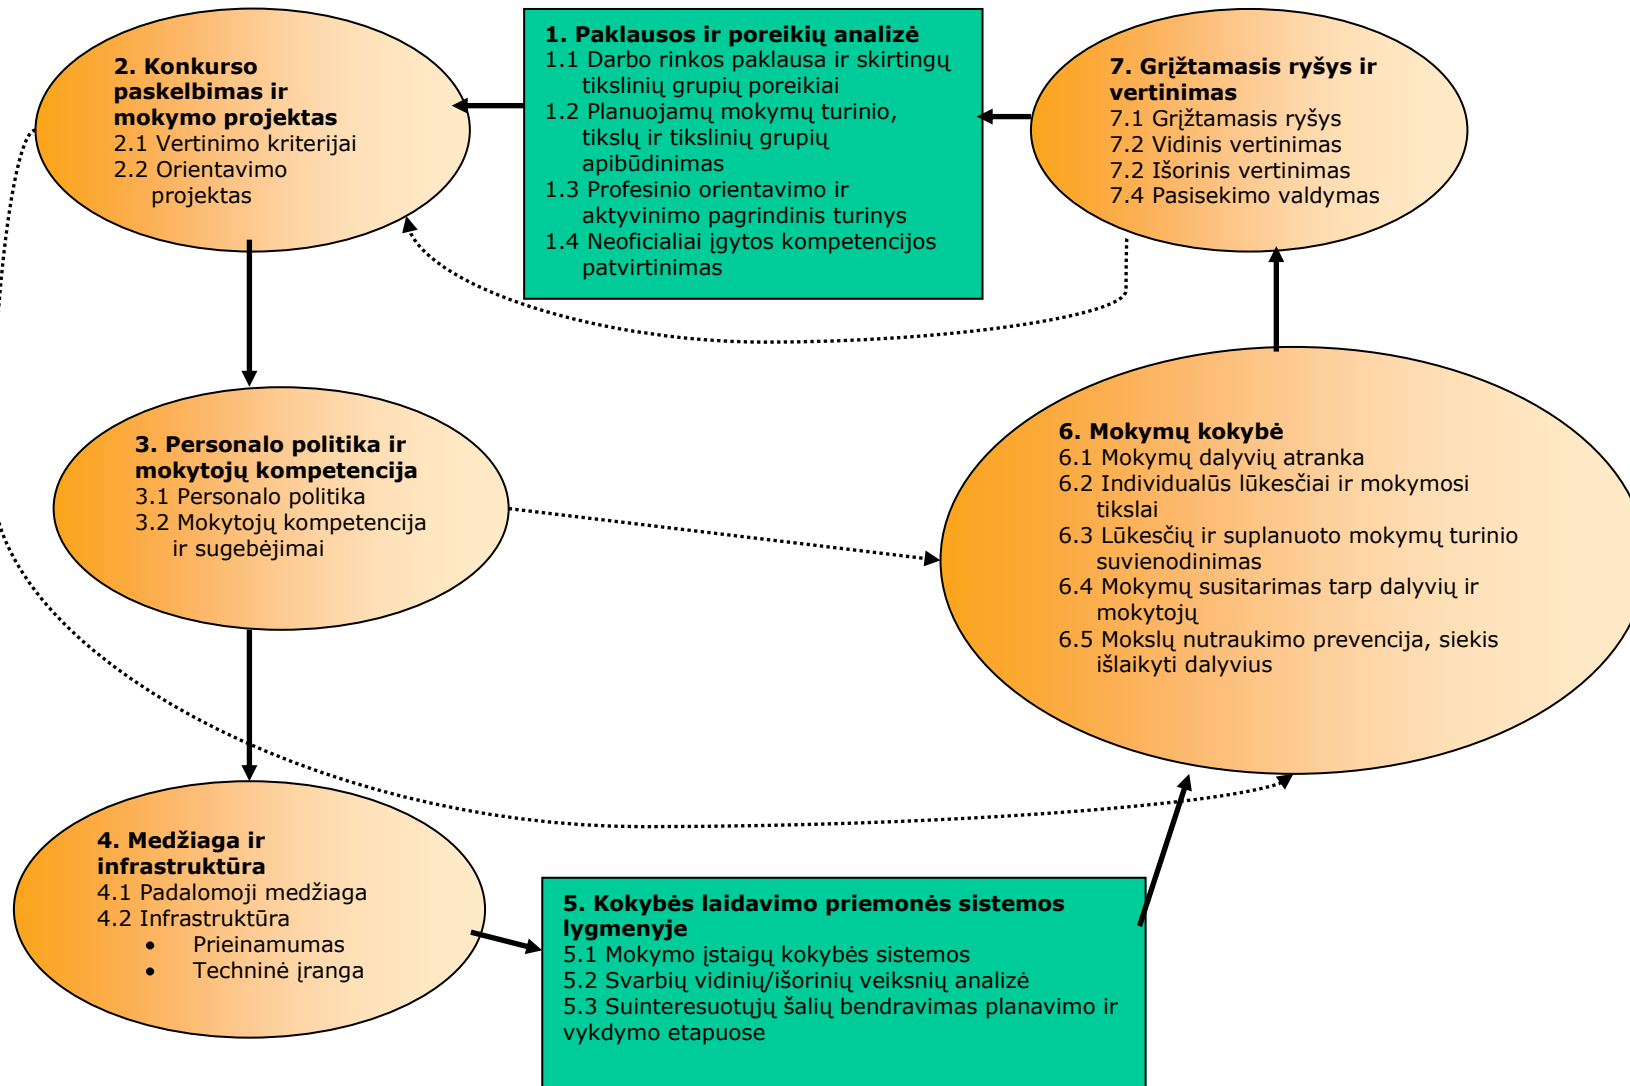 1. Paklausos ir poreikių analizė
1.1 Darbo rinkos paklausa ir skirtingų
tikslinių grupių poreikiai
1.2 Planuojamų mokymų turinio,
tikslų ir tikslinių grupių
apibūdinimas
1.3 Profesinio orientavimo ir
aktyvinimo pagrindinis turinys
1.4 Neoficialiai įgytos kompetencijos
patvirtinimas
2. Konkurso
paskelbimas ir
mokymo projektas
2.1 Vertinimo kriterijai
2.2 Orientavimo
projektas
3. Personalo politika ir
mokytojų kompetencija
3.1 Personalo politika
3.2 Mokytojų kompetencija
ir sugebėjimai
4. Medžiaga ir
infrastruktūra
4.1 Padalomoji medžiaga
4.2 Infrastruktūra
• Prieinamumas
• Techninė įranga
5. Kokybės laidavimo priemonės sistemos
lygmenyje
5.1 Mokymo įstaigų kokybės sistemos
5.2 Svarbių vidinių/išorinių veiksnių analizė
5.3 Suinteresuotųjų šalių bendravimas planavimo ir
vykdymo etapuose
6. Mokymų kokybė
6.1 Mokymų dalyvių atranka
6.2 Individualūs lūkesčiai ir mokymosi
tikslai
6.3 Lūkesčių ir suplanuoto mokymų turinio
suvienodinimas
6.4 Mokymų susitarimas tarp dalyvių ir
mokytojų
6.5 Mokslų nutraukimo prevencija, siekis
išlaikyti dalyvius
7. Grįžtamasis ryšys ir
vertinimas
7.1 Grįžtamasis ryšys
7.2 Vidinis vertinimas
7.2 Išorinis vertinimas
7.4 Pasisekimo valdymas